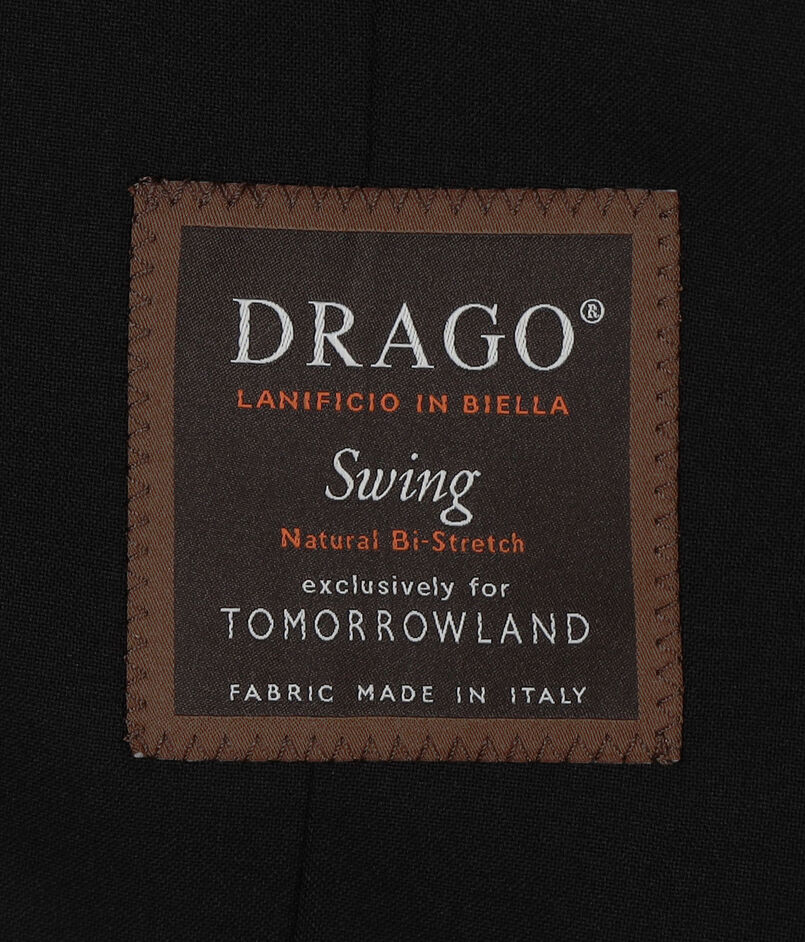 DRAGO®
LANIFICIO IN BIELLA
Swing
Natural Bi-Stretch
exclusively for
TOMORROWLAND
FABRIC MADE IN ITALY